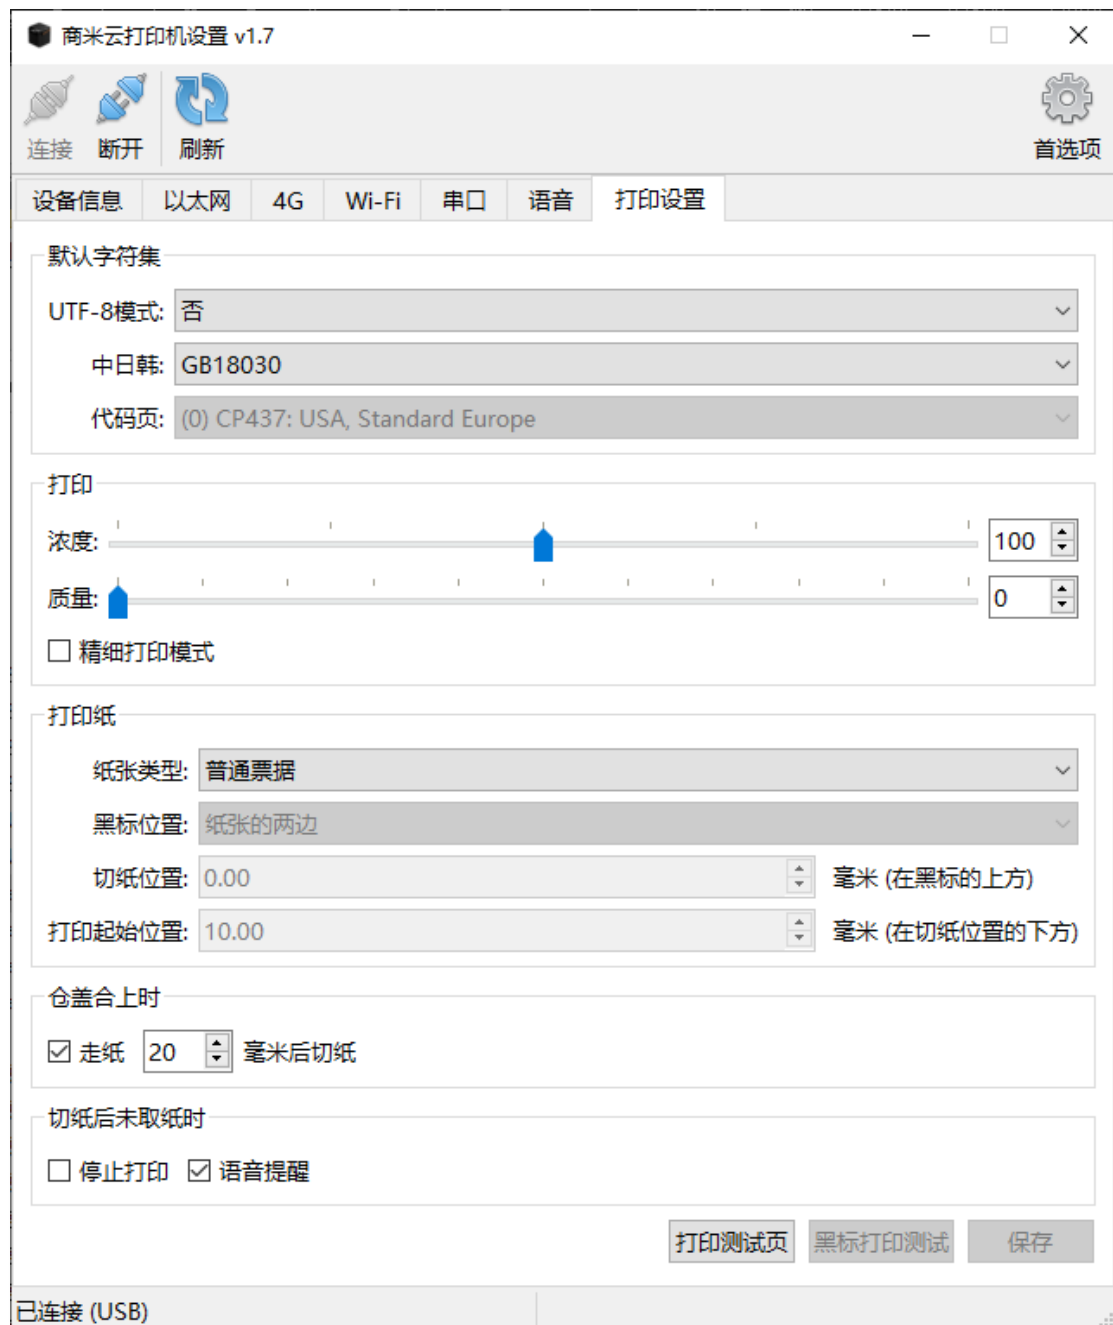 商米云打印机设置 v1.7
连接 断开 刷新 首选项
设备信息 以太网 4G Wi-Fi 串口 语音 打印设置
默认字符集
UTF-8模式: 否
中日韩: GB18030
代码页: (0) CP437: USA, Standard Europe
打印
浓度: 100
质量: 0
精细打印模式
打印纸
纸张类型: 普通票据
黑标位置: 纸张的两边
切纸位置: 0.00 毫米 (在黑标的上方)
打印起始位置: 10.00 毫米 (在切纸位置的下方)
仓盖合上时
走纸 20 毫米后切纸
切纸后未取纸时
停止打印 语音提醒
打印测试页 黑标打印测试 保存
已连接 (USB)